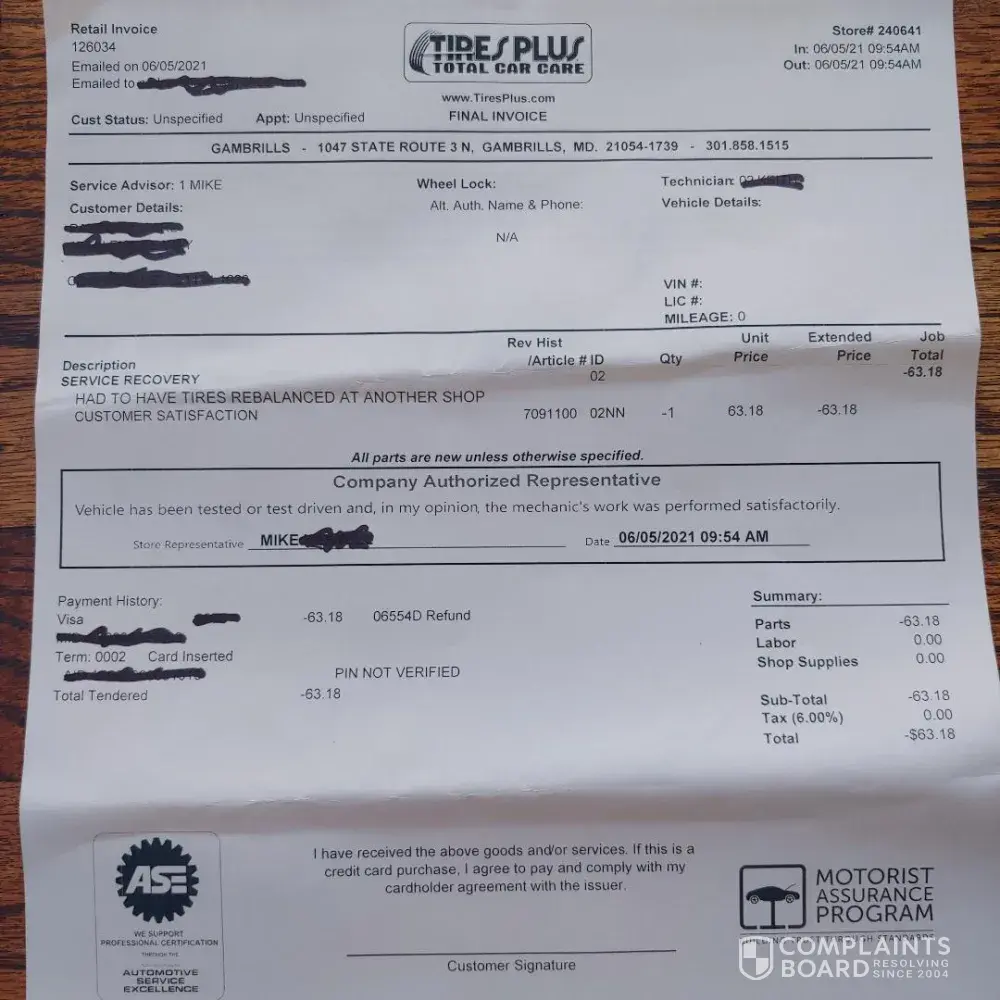 Retail Invoice
126034
Emailed on 06/05/2021
Emailed to
Cust Status: Unspecified Appt: Unspecified
TIRES PLUS
TOTAL CAR CARE
www.TiresPlus.com
FINAL INVOICE
Store# 240641
In: 06/05/21 09:54AM
Out: 06/05/21 09:54AM
GAMBRILLS - 1047 STATE ROUTE 3 N, GAMBRILLS, MD. 21054-1739 - 301.858.1515
Service Advisor: 1 MIKE
Customer Details:
Wheel Lock:
Alt. Auth. Name & Phone:
N/A
Technician:
Vehicle Details:
VIN #:
LIC #:
MILEAGE: 0
Description Rev Hist /Article # ID Qty Unit Price Extended Price Job Total
SERVICE RECOVERY 02 -63.18
HAD TO HAVE TIRES REBALANCED AT ANOTHER SHOP
CUSTOMER SATISFACTION 7091100 02NN -1 63.18 -63.18
All parts are new unless otherwise specified.
Company Authorized Representative
Vehicle has been tested or test driven and, in my opinion, the mechanic's work was performed satisfactorily.
Store Representative MIKE Date 06/05/2021 09:54 AM
Payment History:
Visa -63.18 06554D Refund
Term: 0002 Card Inserted
PIN NOT VERIFIED
Total Tendered -63.18
Summary:
Parts -63.18
Labor 0.00
Shop Supplies 0.00
Sub-Total -63.18
Tax (6.00%) 0.00
Total -$63.18
ASE
WE SUPPORT
PROFESSIONAL CERTIFICATION
THROUGH THE
AUTOMOTIVE
SERVICE
EXCELLENCE
I have received the above goods and/or services. If this is a
credit card purchase, I agree to pay and comply with my
cardholder agreement with the issuer.
Customer Signature
MOTORIST
ASSURANCE
PROGRAM
COMPLAINTS
BOARD RESOLVING
SINCE 2004